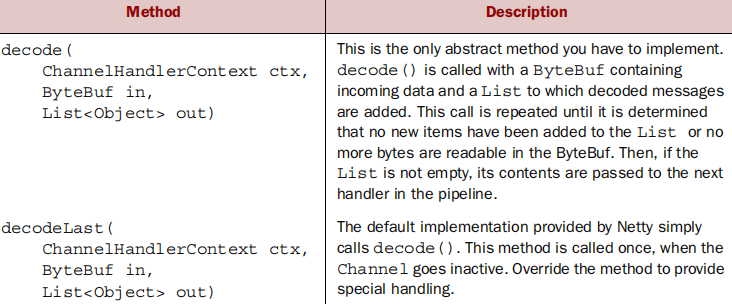 Method Description
decode(
ChannelHandlerContext ctx,
ByteBuf in,
List<Object> out)
This is the only abstract method you have to implement.
decode() is called with a ByteBuf containing
incoming data and a List to which decoded messages
are added. This call is repeated until it is determined
that no new items have been added to the List or no
more bytes are readable in the ByteBuf. Then, if the
List is not empty, its contents are passed to the next
handler in the pipeline.
decodeLast(
ChannelHandlerContext ctx,
ByteBuf in,
List<Object> out)
The default implementation provided by Netty simply
calls decode(). This method is called once, when the
Channel goes inactive. Override the method to provide
special handling.